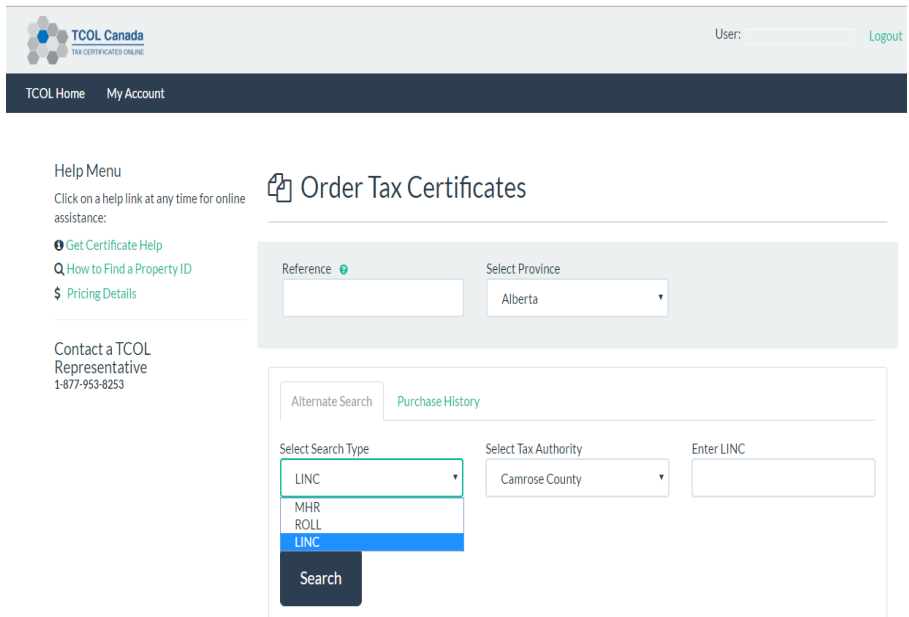 TCOL Canada
TAX CERTIFICATES ONLINE
User:
Logout
TCOL Home
My Account
Help Menu
Click on a help link at any time for online
assistance:
Get Certificate Help
How to Find a Property ID
$ Pricing Details
Contact a TCOL
Representative
1-877-953-8253
Order Tax Certificates
Reference
Select Province
Alberta
Alternate Search
Purchase History
Select Search Type
Select Tax Authority
Enter LINC
LINC
Camrose County
MHR
ROLL
LINC
Search